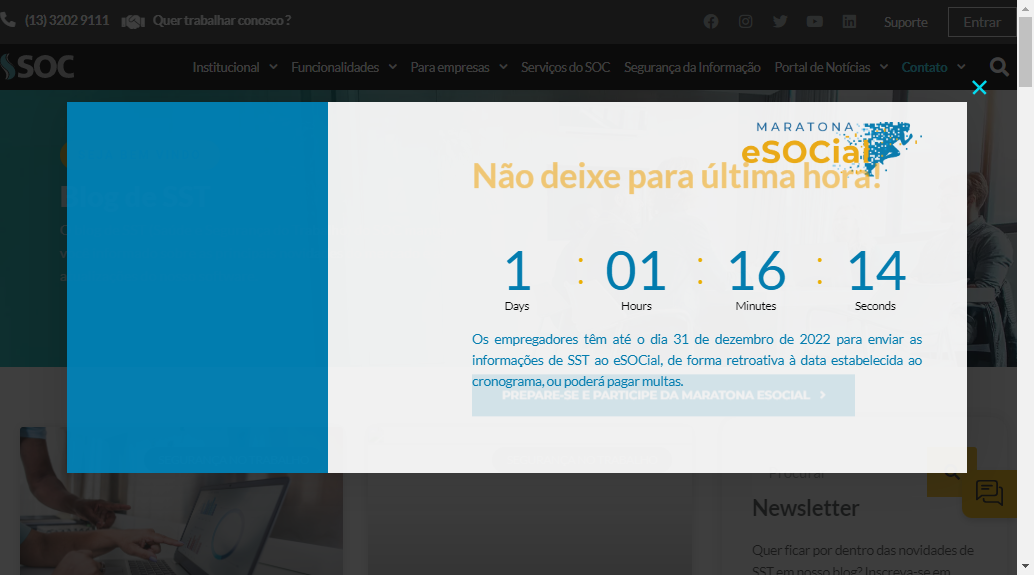 (13) 3202 9111 Quer trabalhar conosco ?
Suporte Entrar
SOC
Institucional Funcionalidades Para empresas Serviços do SOC Segurança da Informação Portal de Notícias Contato
MARATONA
eSOCial
Não deixe para última hora!
1 : 01 : 16 : 14
Days Hours Minutes Seconds
Os empregadores têm até o dia 31 de dezembro de 2022 para enviar as
informações de SST ao eSOCial, de forma retroativa à data estabelecida ao
cronograma, ou poderá pagar multas.
PREPARE-SE E PARTICIPE DA MARATONA ESOCIAL
Procurar
Newsletter
Quer ficar por dentro das novidades de
SST em nosso blog? Inscreva-se em